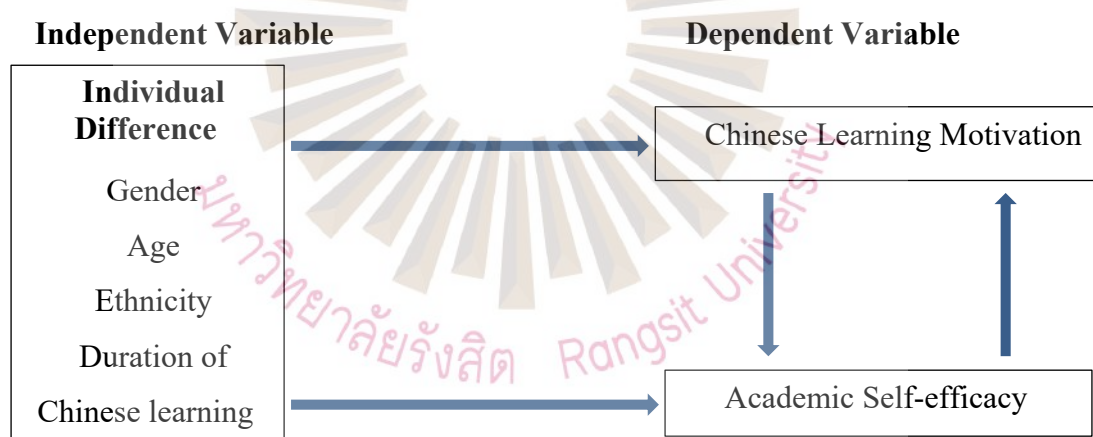 Independent Variable
Dependent Variable
Individual
Difference
Gender
Age
Ethnicity
Duration of
Chinese learning
Chinese Learning Motivation
Academic Self-efficacy
มหาวิทยาลัยรังสิต Rangsit University